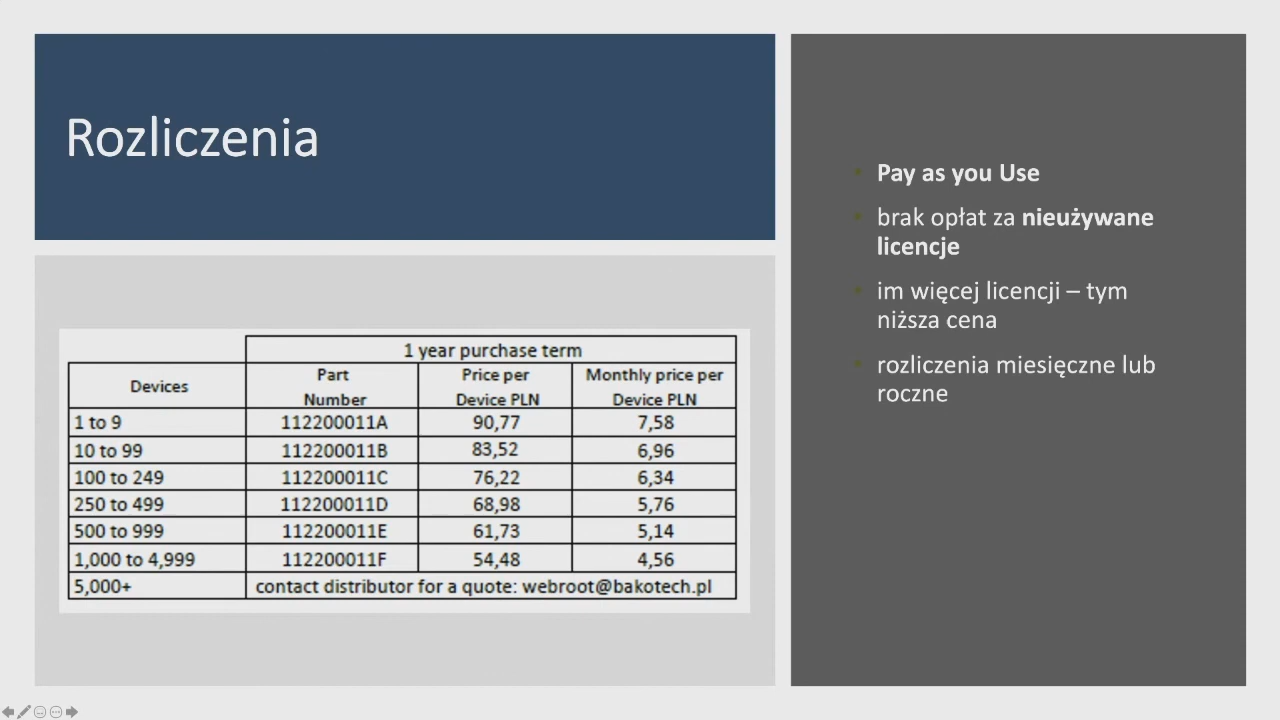 Rozliczenia
1 year purchase term
Devices Part Number Price per Device PLN Monthly price per Device PLN
1 to 9 112200011A 90,77 7,58
10 to 99 112200011B 83,52 6,96
100 to 249 112200011C 76,22 6,34
250 to 499 112200011D 68,98 5,76
500 to 999 112200011E 61,73 5,14
1,000 to 4,999 112200011F 54,48 4,56
5,000+ contact distributor for a quote: webroot@bakotech.pl
Pay as you Use
brak opłat za nieużywane
licencje
im więcej licencji – tym
niższa cena
rozliczenia miesięczne lub
roczne